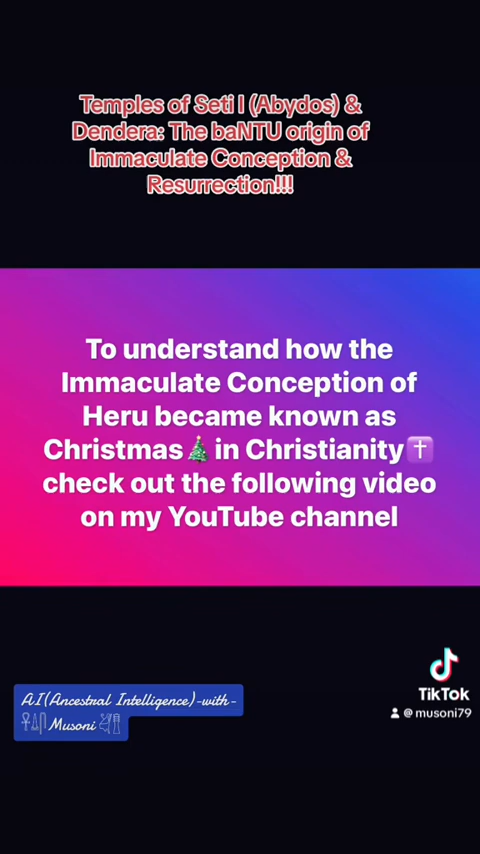 Temples of Seti I (Abydos) &
Dendera: The baNTU origin of
Immaculate Conception &
Resurrection!!!
To understand how the
Immaculate Conception of
Heru became known as
Christmas🎄in Christianity✝️
check out the following video
on my YouTube channel
A.I(Ancestral Intelligence)-with-
Musoni
TikTok
@musoni79